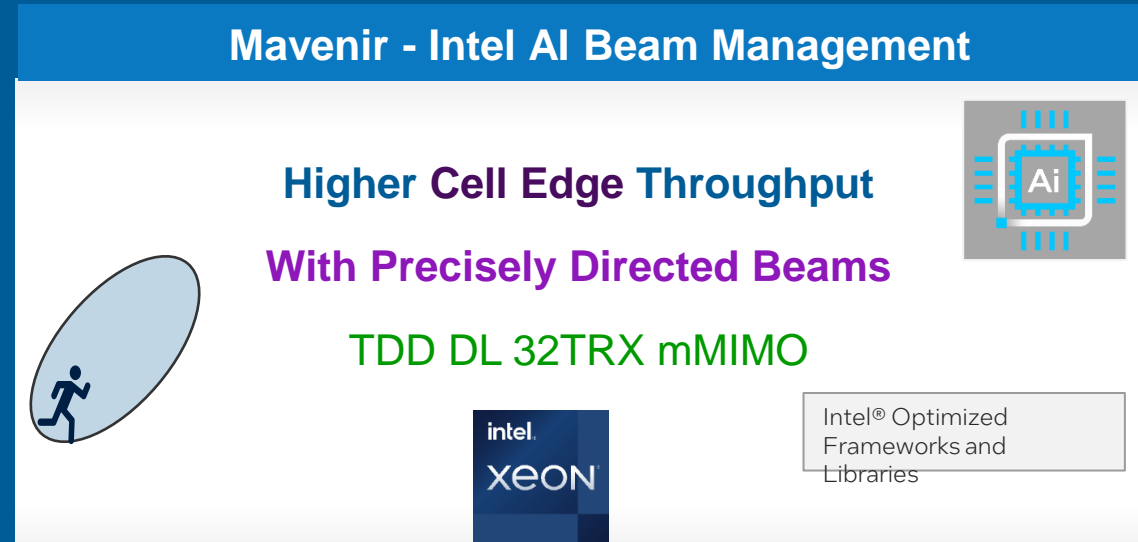 Mavenir - Intel AI Beam Management
Higher Cell Edge Throughput
Ai
With Precisely Directed Beams
TDD DL 32TRX mMIMO
Intel® Optimized
Frameworks and
Libraries
intel.
xeon